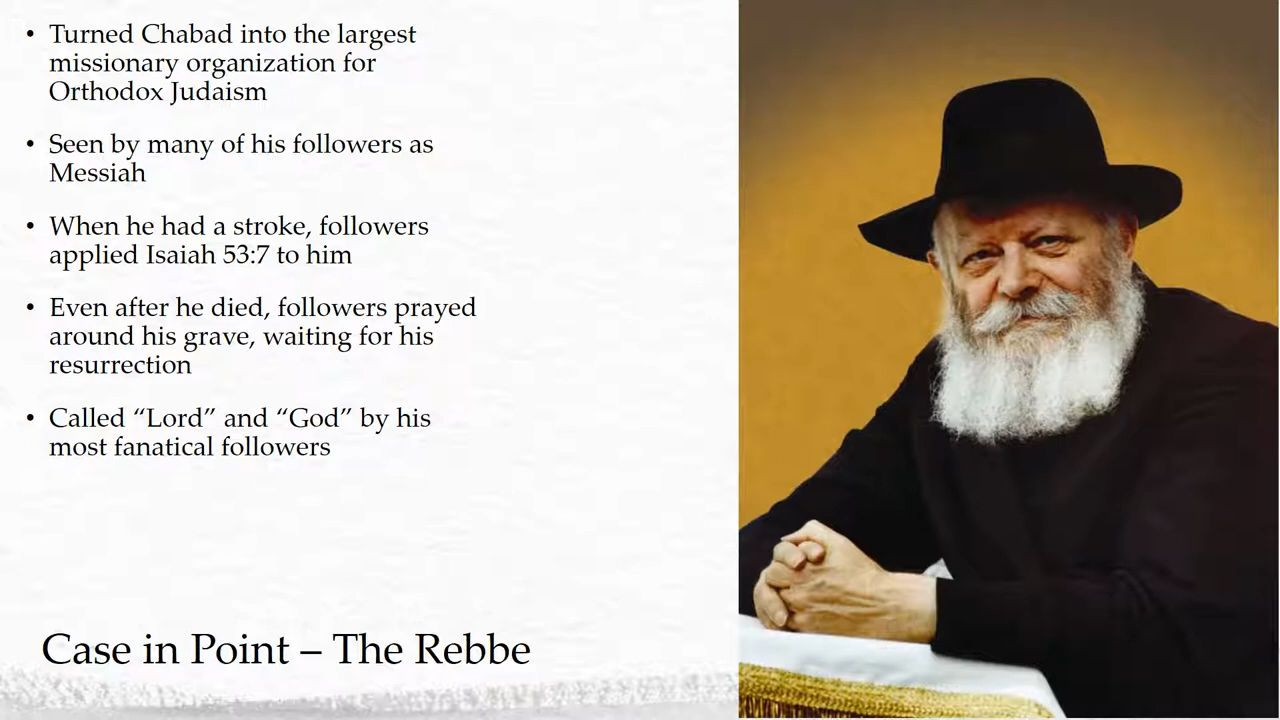 • Turned Chabad into the largest
missionary organization for
Orthodox Judaism
• Seen by many of his followers as
Messiah
• When he had a stroke, followers
applied Isaiah 53:7 to him
• Even after he died, followers prayed
around his grave, waiting for his
resurrection
• Called “Lord” and “God” by his
most fanatical followers
Case in Point – The Rebbe